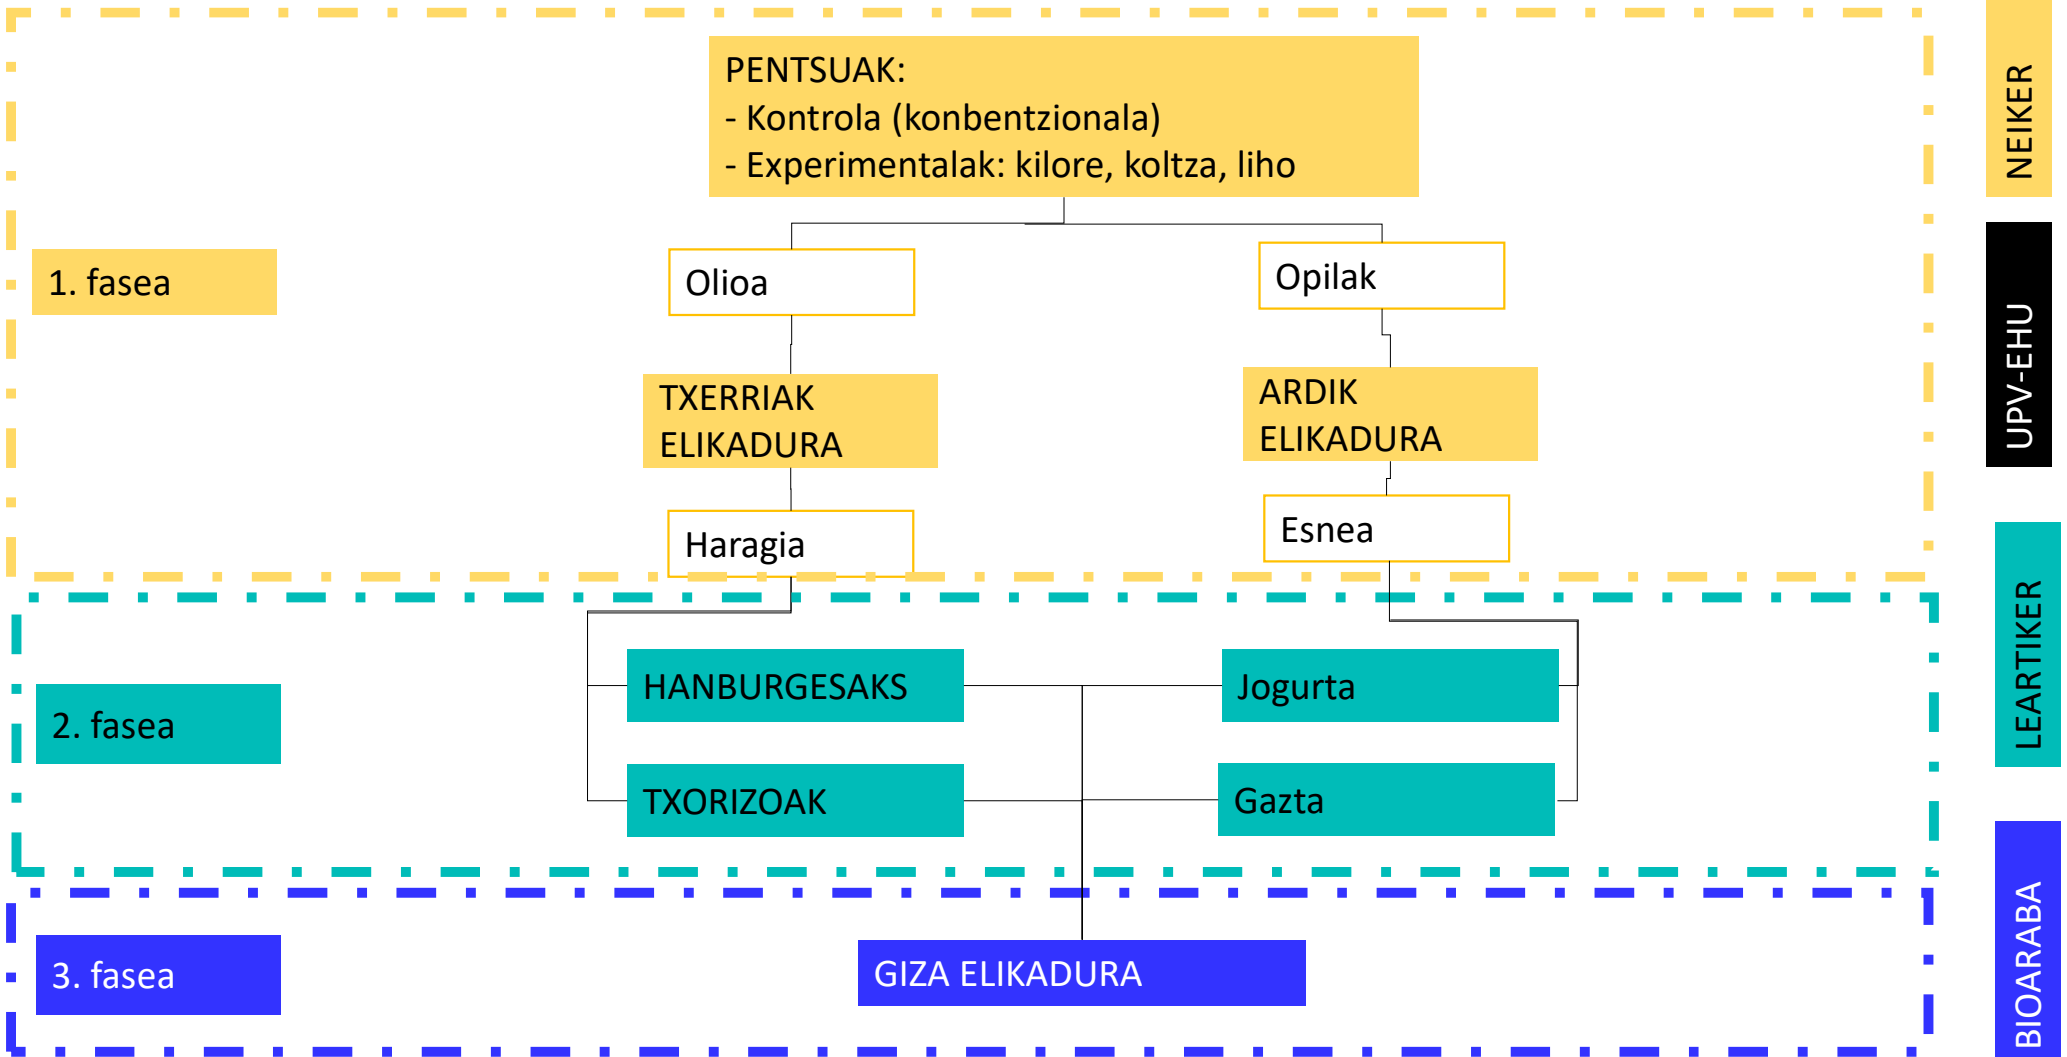 PENTSUAK:
- Kontrola (konbentzionala)
- Experimentalak: kilore, koltza, liho
NEIKER
1. fasea
Olioa
Opilak
UPV-EHU
TXERRIAK
ELIKADURA
ARDIK
ELIKADURA
Haragia
Esnea
LEARTIKER
2. fasea
HANBURGESAKS
Jogurta
TXORIZOAK
Gazta
3. fasea
GIZA ELIKADURA
BIOARABA